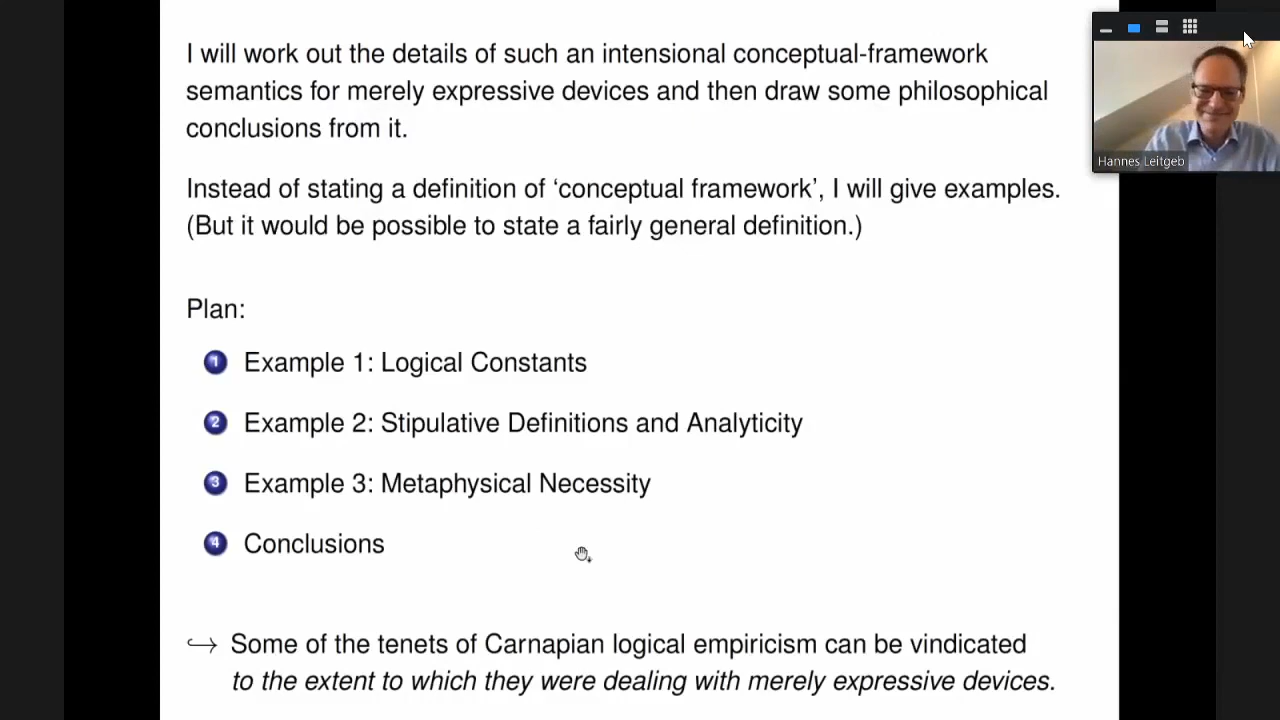 I will work out the details of such an intensional conceptual-framework
semantics for merely expressive devices and then draw some philosophical
conclusions from it.
Instead of stating a definition of ‘conceptual framework’, I will give examples.
(But it would be possible to state a fairly general definition.)
Plan:
1 Example 1: Logical Constants
2 Example 2: Stipulative Definitions and Analyticity
3 Example 3: Metaphysical Necessity
4 Conclusions
↪ Some of the tenets of Carnapian logical empiricism can be vindicated
to the extent to which they were dealing with merely expressive devices.
Hannes Leitgeb